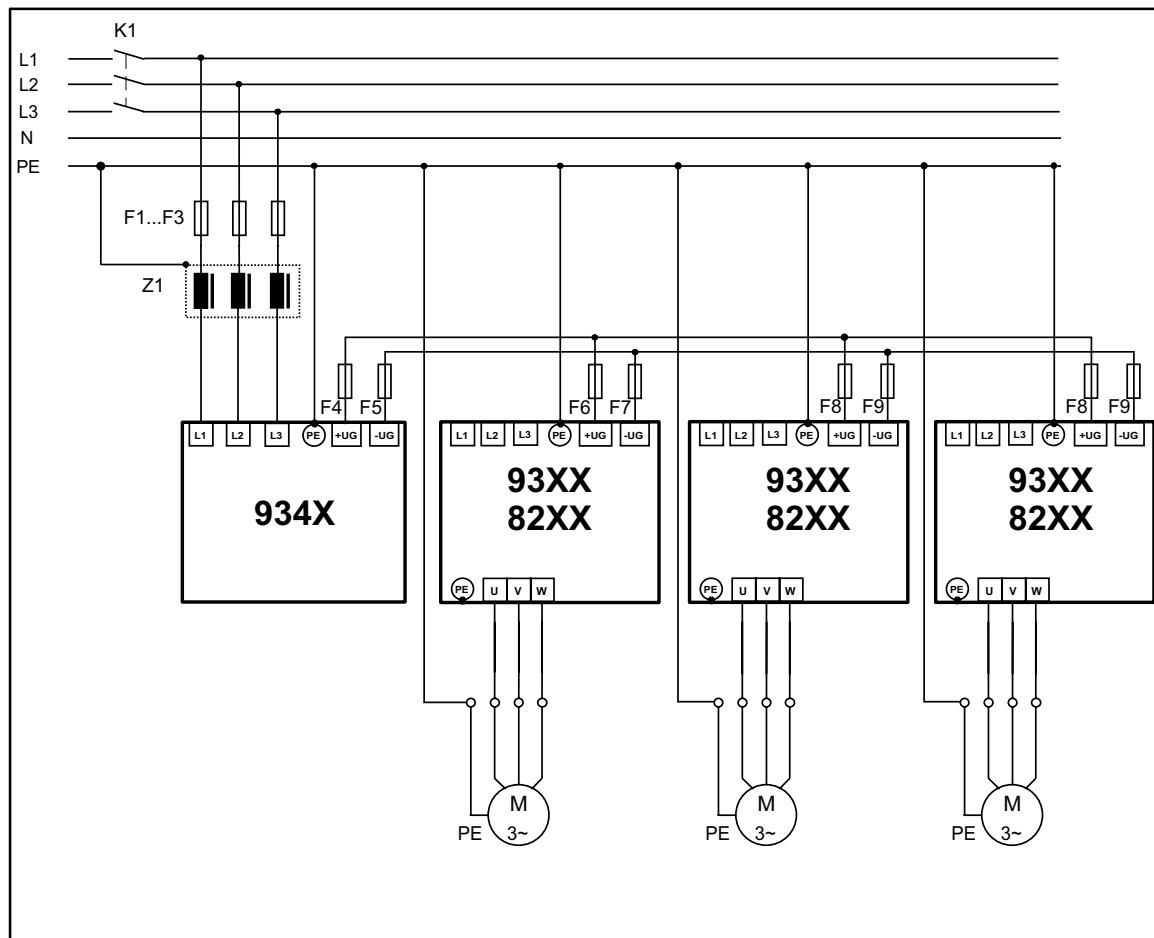 K1
L1
L2
L3
N
PE
F1...F3
Z1
F4 F5 F6 F7 F8 F9 F8 F9
L1 L2 L3 PE +UG -UG
L1 L2 L3 PE +UG -UG
L1 L2 L3 PE +UG -UG
L1 L2 L3 PE +UG -UG
934X
93XX
82XX
93XX
82XX
93XX
82XX
PE U V W
PE U V W
PE U V W
M
3~
PE
M
3~
PE
M
3~
PE